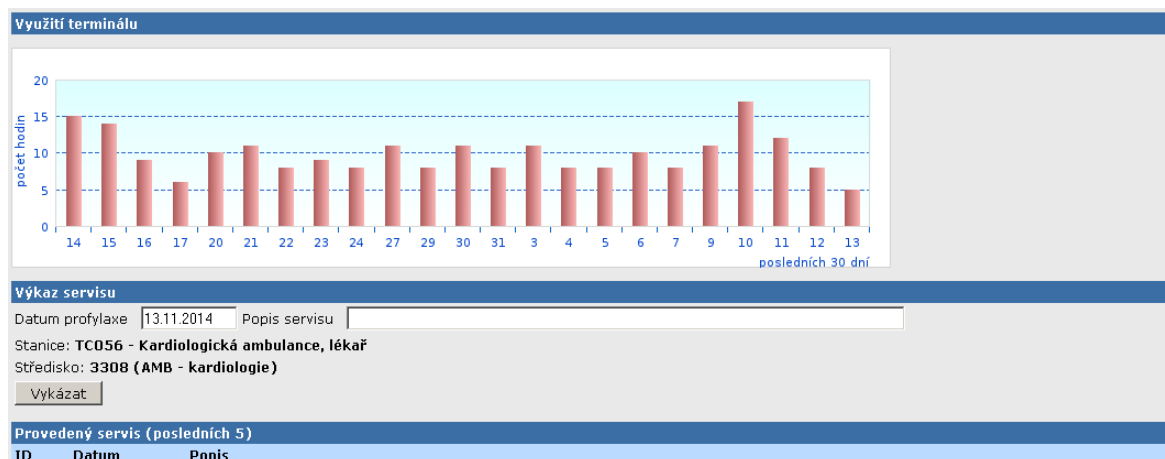 Využití terminálu
20
15
10
5
0
počet hodin
14 15 16 17 20 21 22 23 24 27 29 30 31 3 4 5 6 7 9 10 11 12 13
posledních 30 dní
Výkaz servisu
Datum profylaxe 13.11.2014 Popis servisu
Stanice: TC056 - Kardiologická ambulance, lékař
Středisko: 3308 (AMB - kardiologie)
Vykázat
Provedený servis (posledních 5)
ID Datum Popis